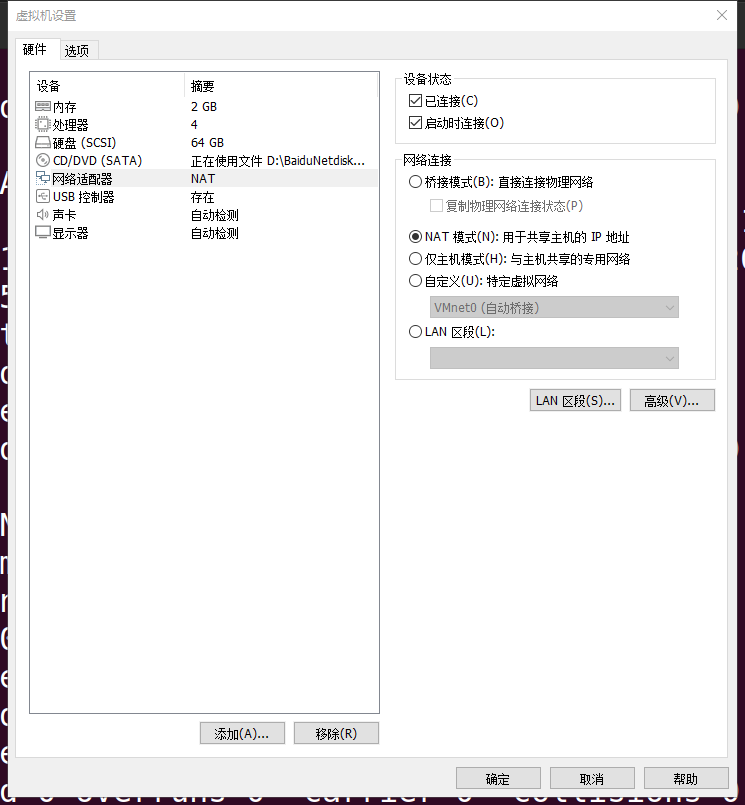 虚拟机设置
硬件 选项
设备 摘要
内存 2 GB
处理器 4
硬盘 (SCSI) 64 GB
CD/DVD (SATA) 正在使用文件 D:\BaiduNetdisk...
网络适配器 NAT
USB 控制器 存在
声卡 自动检测
显示器 自动检测
添加(A)... 移除(R)
设备状态
已连接(C)
启动时连接(O)
网络连接
桥接模式(B): 直接连接物理网络
复制物理网络连接状态(P)
NAT 模式(N): 用于共享主机的 IP 地址
仅主机模式(H): 与主机共享的专用网络
自定义(U): 特定虚拟网络
VMnet0 (自动桥接)
LAN 区段(L):
LAN 区段(S)... 高级(V)...
确定 取消 帮助
d 0 overruns 0 carrier 0 collisions 0